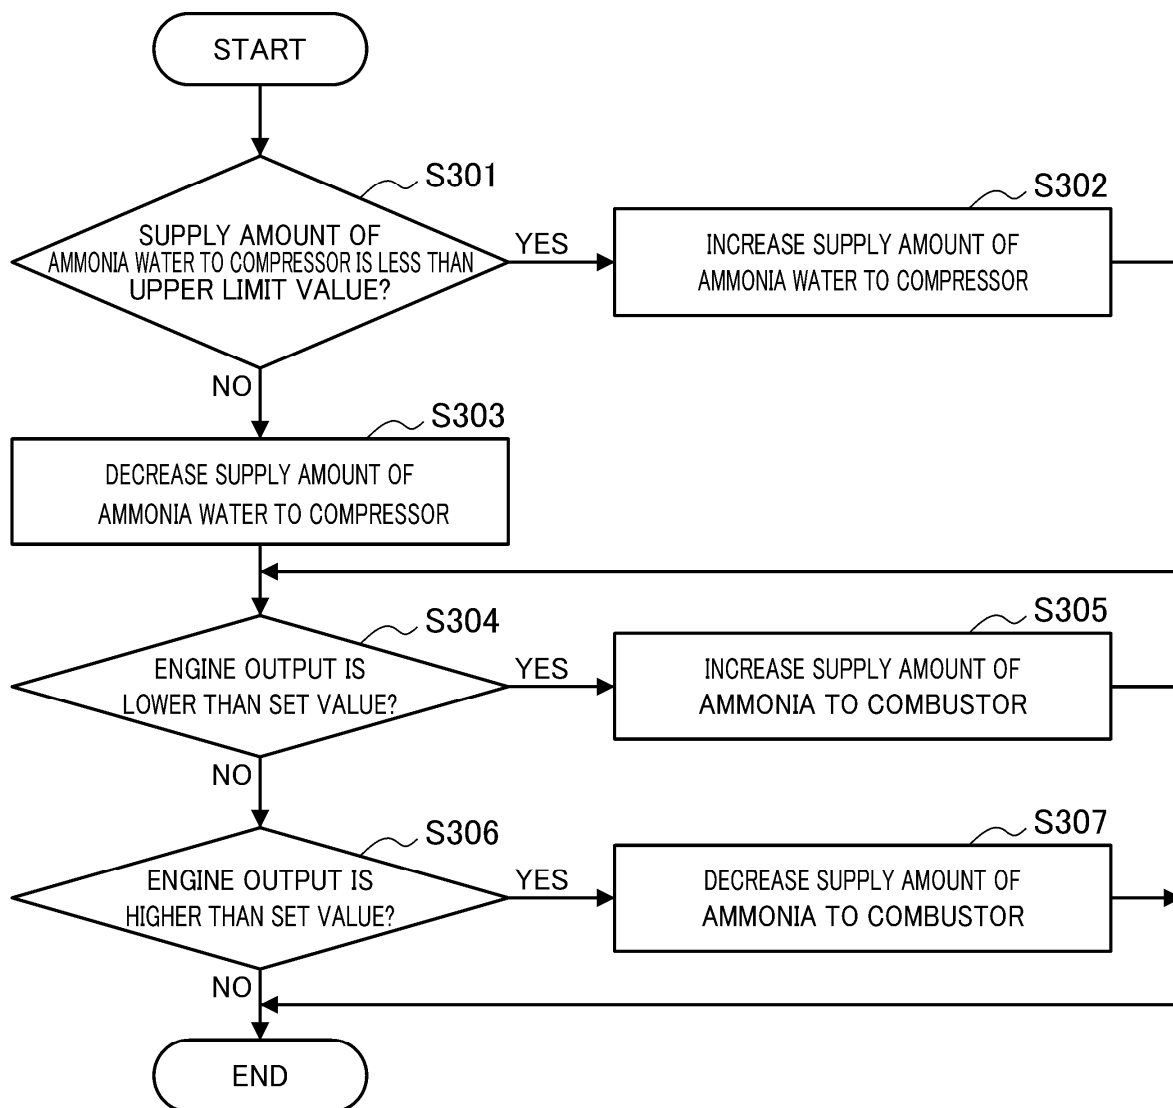 START
S301
SUPPLY AMOUNT OF
AMMONIA WATER TO COMPRESSOR IS LESS THAN
UPPER LIMIT VALUE?
YES
S302
INCREASE SUPPLY AMOUNT OF
AMMONIA WATER TO COMPRESSOR
NO
S303
DECREASE SUPPLY AMOUNT OF
AMMONIA WATER TO COMPRESSOR
S304
ENGINE OUTPUT IS
LOWER THAN SET VALUE?
YES
S305
INCREASE SUPPLY AMOUNT OF
AMMONIA TO COMBUSTOR
NO
S306
ENGINE OUTPUT IS
HIGHER THAN SET VALUE?
YES
S307
DECREASE SUPPLY AMOUNT OF
AMMONIA TO COMBUSTOR
NO
END